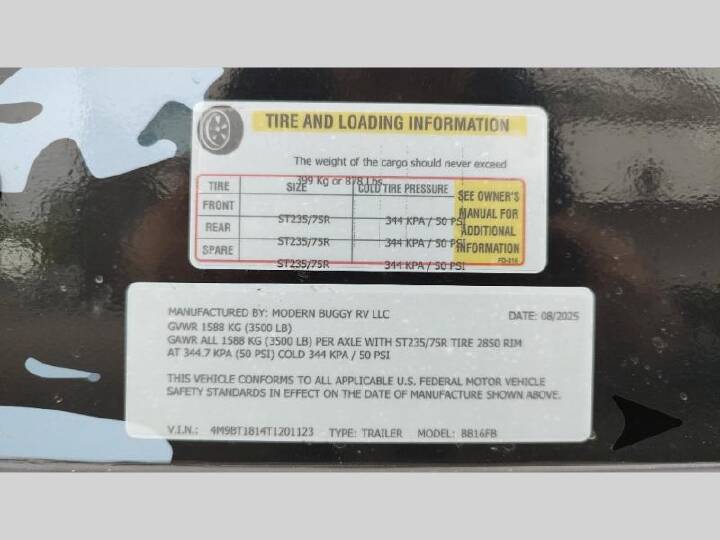 TIRE AND LOADING INFORMATION
The weight of the cargo should never exceed
399 Kg or 878 Lbs
TIRE SIZE COLD TIRE PRESSURE SEE OWNER'S MANUAL FOR ADDITIONAL INFORMATION
FRONT ST235/75R 344 KPA / 50 PSI
REAR ST235/75R 344 KPA / 50 PSI
SPARE ST235/75R 344 KPA / 50 PSI
MANUFACTURED BY: MODERN BUGGY RV LLC DATE: 08/2025
GVWR 1588 KG (3500 LB)
GAWR ALL 1588 KG (3500 LB) PER AXLE WITH ST235/75R TIRE 2850 RIM
AT 344.7 KPA (50 PSI) COLD 344 KPA / 50 PSI
THIS VEHICLE CONFORMS TO ALL APPLICABLE U.S. FEDERAL MOTOR VEHICLE
SAFETY STANDARDS IN EFFECT ON THE DATE OF MANUFACTURE SHOWN ABOVE.
V.I.N.: 4M9BT1814T1201123 TYPE: TRAILER MODEL: BB16FB